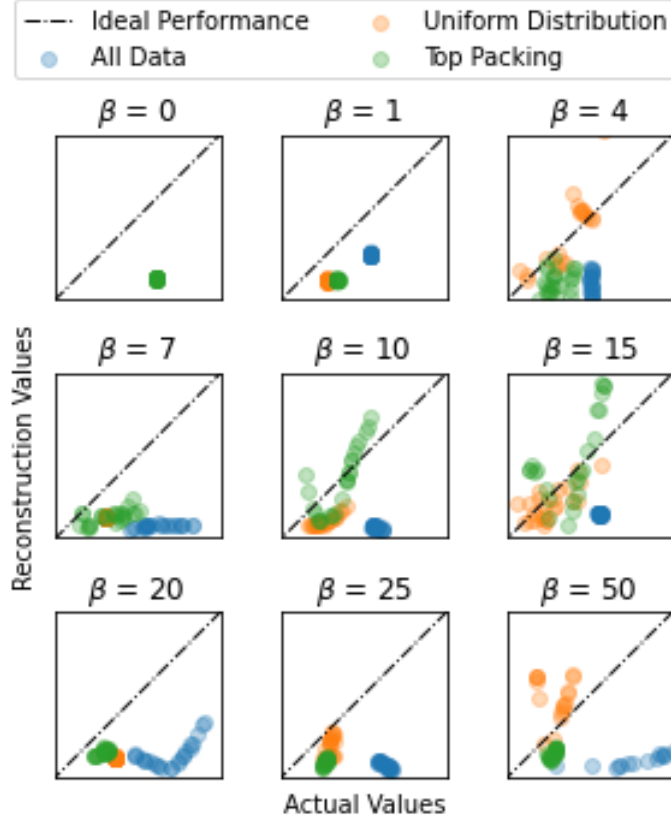 Ideal Performance
Uniform Distribution
All Data
Top Packing
β = 0
β = 1
β = 4
β = 7
β = 10
β = 15
Reconstruction Values
β = 20
β = 25
β = 50
Actual Values